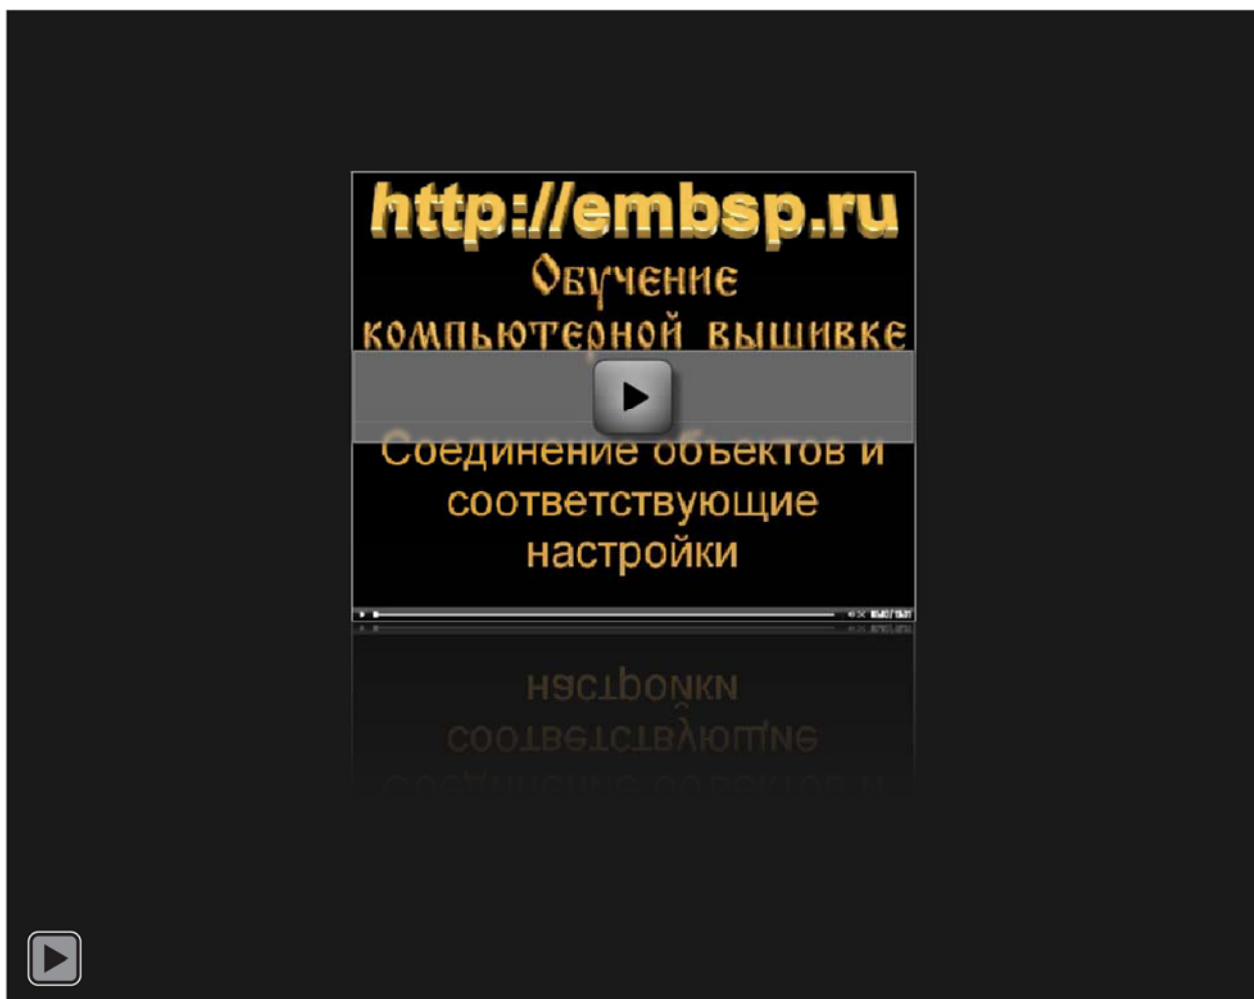 http://embsp.ru
Обучение
компьютерной вышивке
Соединение объектов и
соответствующие
настройки